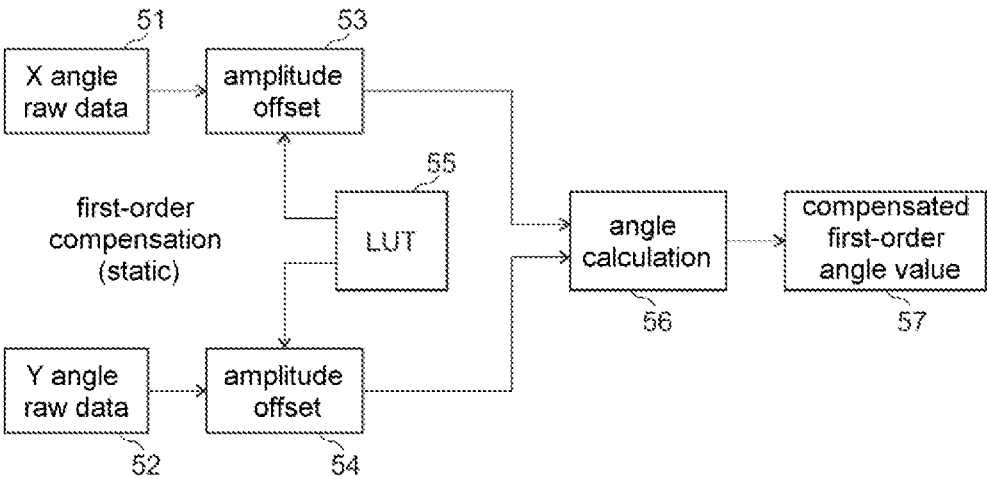 51
X angle
raw data
53
amplitude
offset
first-order
compensation
(static)
55
LUT
angle
calculation
56
compensated
first-order
angle value
57
Y angle
raw data
52
amplitude
offset
54